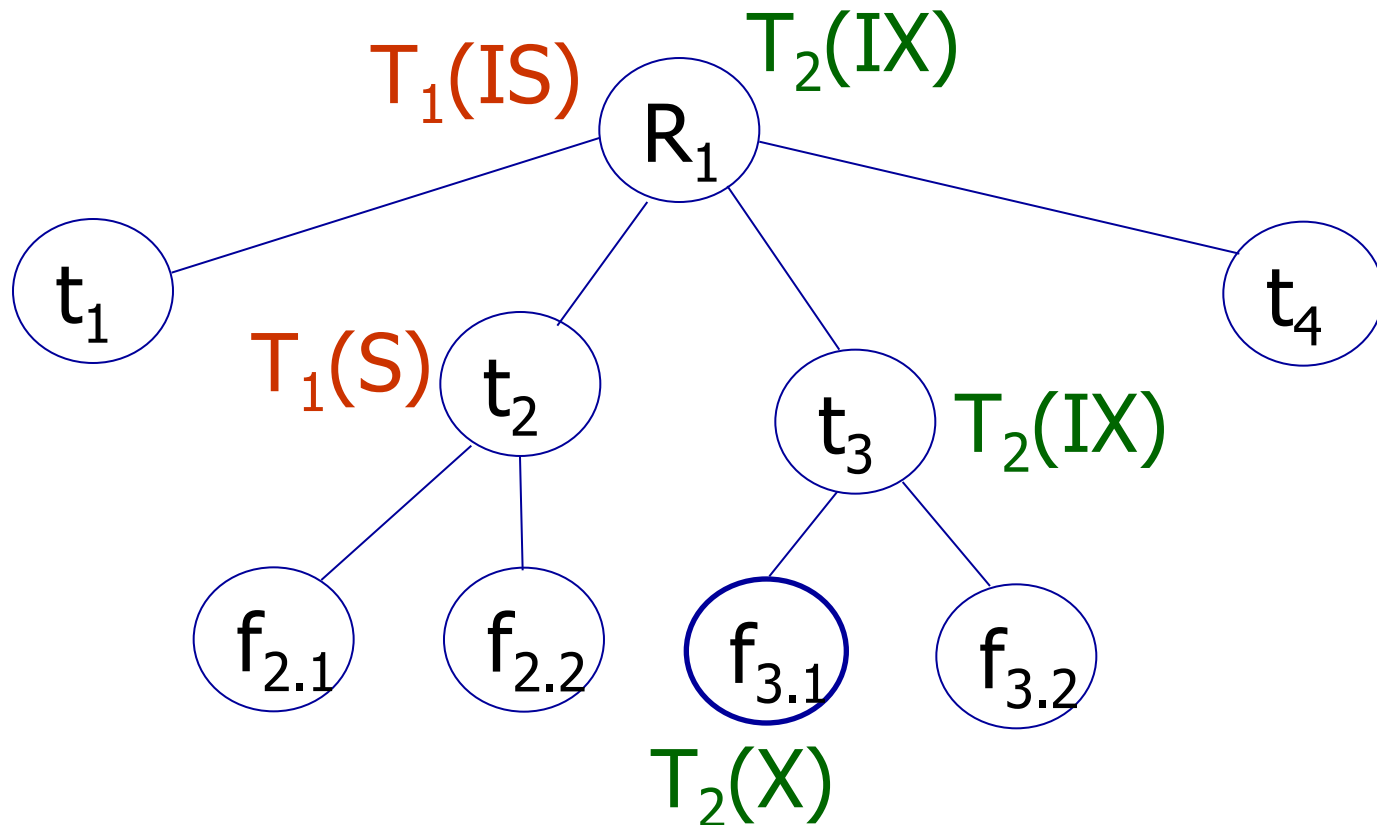 T₁(IS)
T₂(IX)
R₁
t₁
t₄
T₁(S)
t₂
t₃
T₂(IX)
f₂.₁
f₂.₂
f₃.₁
f₃.₂
T₂(X)